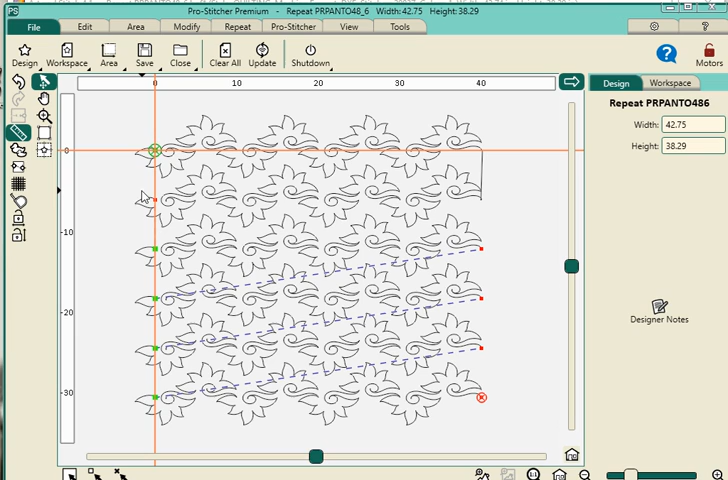 PS Pro-Stitcher Premium - Repeat PRPANTO48_6 Width: 42.75 Height: 38.29
File Edit Area Modify Repeat Pro-Stitcher View Tools
Design Workspace Area Save Close Clear All Update Shutdown Motors
0 10 20 30 40
0
-10
-20
-30
Design Workspace
Repeat PRPANTO486
Width: 42.75
Height: 38.29
Designer Notes
1:1